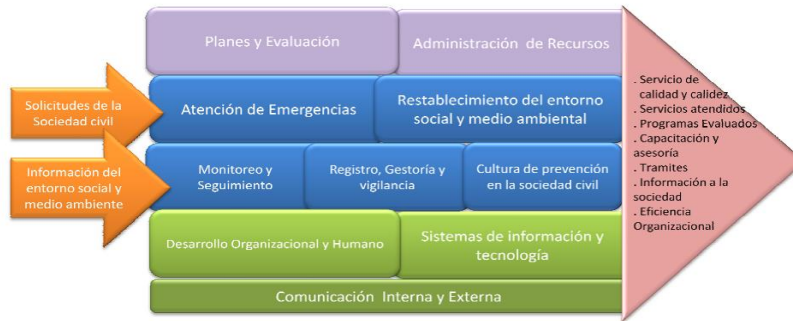 Planes y Evaluación
Administración de Recursos
Solicitudes de la
Sociedad civil
Atención de Emergencias
Restablecimiento del entorno
social y medio ambiental
Información del
entorno social y
medio ambiente
Monitoreo y
Seguimiento
Registro, Gestoría y
vigilancia
Cultura de prevención
en la sociedad civil
Desarrollo Organizacional y Humano
Sistemas de información y
tecnología
Comunicación Interna y Externa
. Servicio de
calidad y calidez
. Servicios atendidos
. Programas Evaluados
. Capacitación y
asesoría
. Tramites
. Información a la
sociedad
. Eficiencia
Organizacional